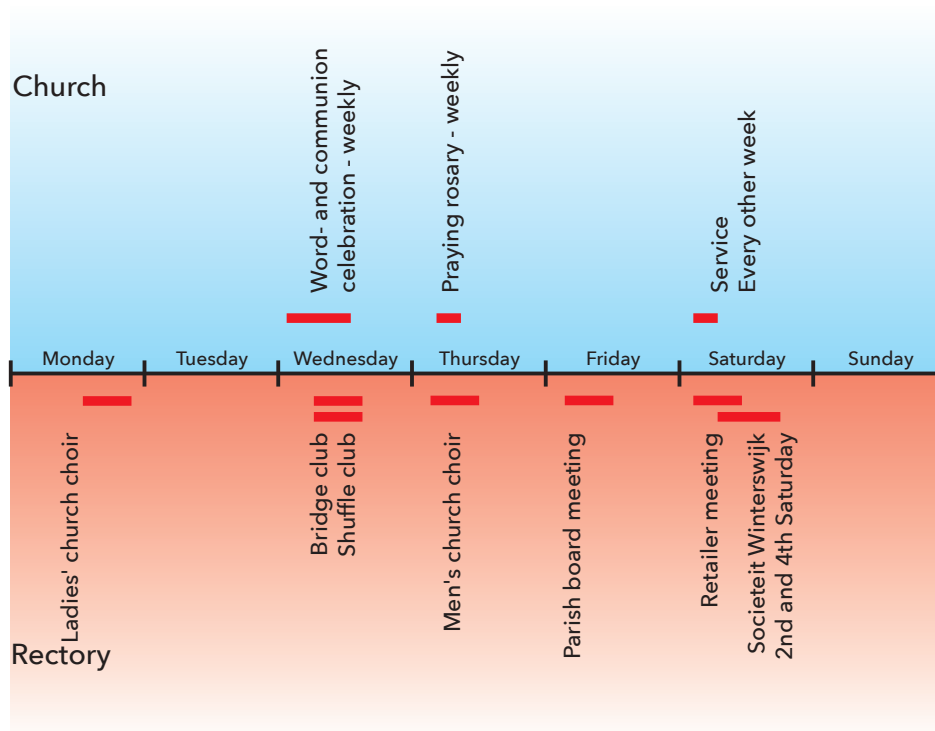 Church
Word- and communion
celebration - weekly
Praying rosary - weekly
Service
Every other week
Monday
Tuesday
Wednesday
Thursday
Friday
Saturday
Sunday
Ladies' church choir
Bridge club
Shuffle club
Men's church choir
Parish board meeting
Retailer meeting
Societeit Winterswijk
2nd and 4th Saturday
Rectory